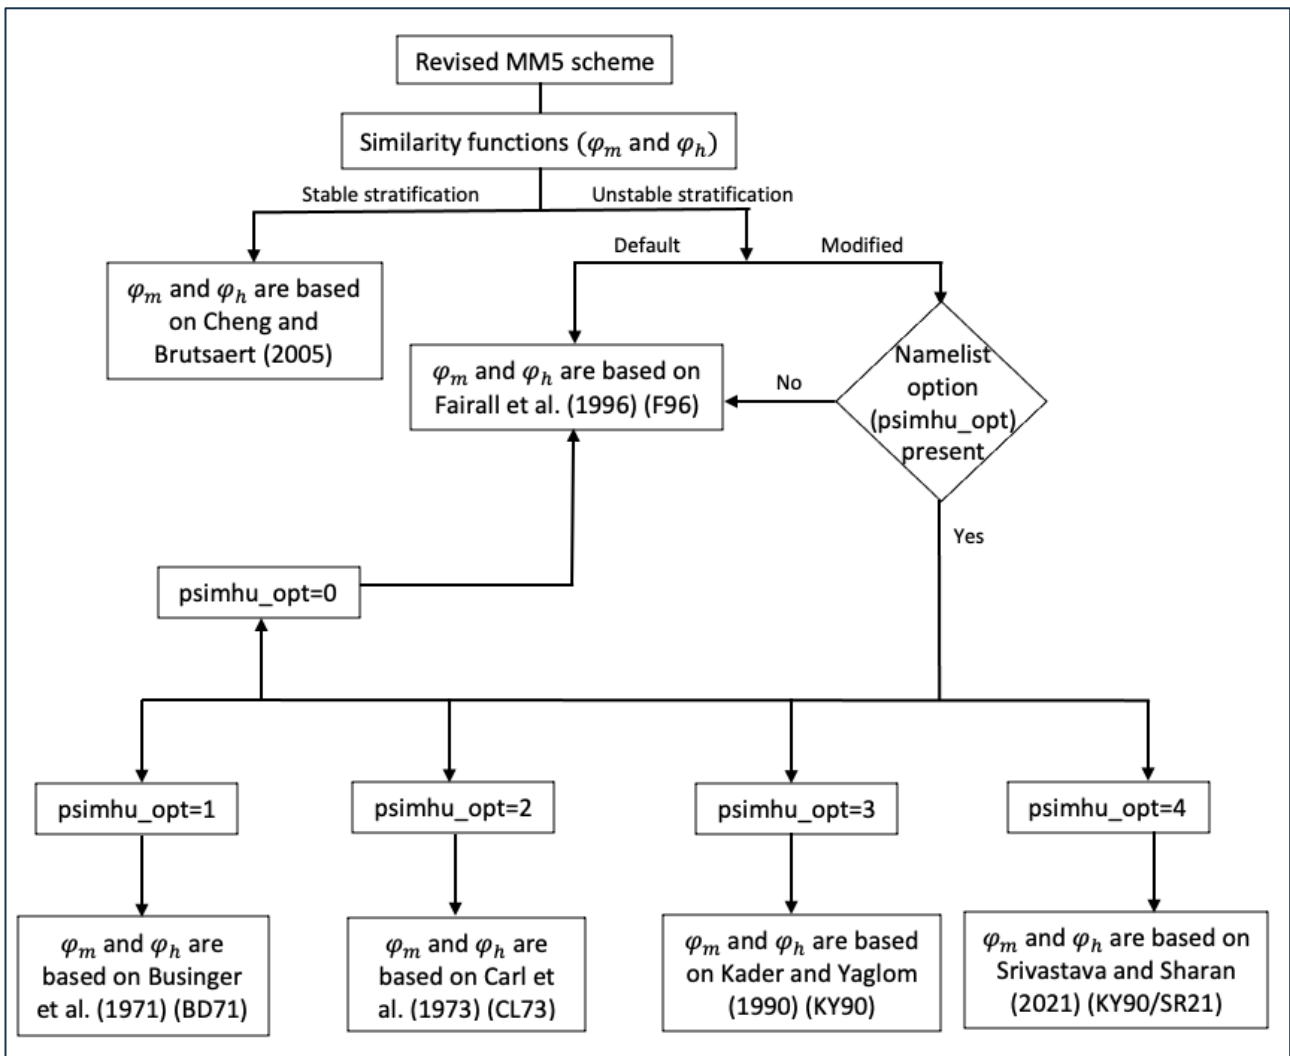 Revised MM5 scheme
Similarity functions (φₘ and φₕ)
Stable stratification
Unstable stratification
Default
Modified
φₘ and φₕ are based
on Cheng and
Brutsaert (2005)
φₘ and φₕ are based on
Fairall et al. (1996) (F96)
No
Namelist
option
(psimhu_opt)
present
Yes
psimhu_opt=0
psimhu_opt=1
psimhu_opt=2
psimhu_opt=3
psimhu_opt=4
φₘ and φₕ are
based on Businger
et al. (1971) (BD71)
φₘ and φₕ are
based on Carl et
al. (1973) (CL73)
φₘ and φₕ are based
on Kader and Yaglom
(1990) (KY90)
φₘ and φₕ are based on
Srivastava and Sharan
(2021) (KY90/SR21)